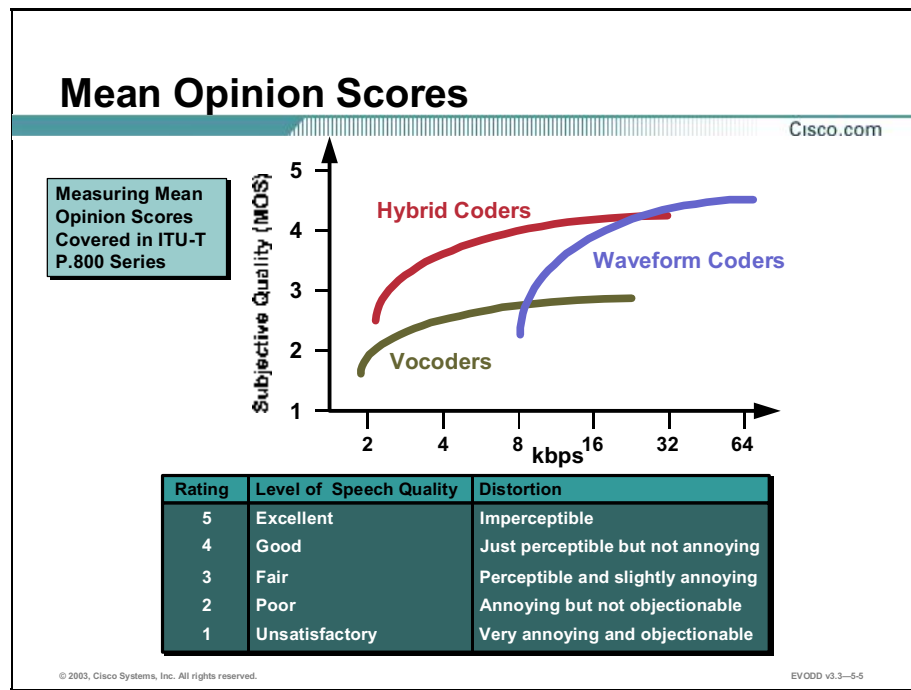 Mean Opinion Scores
Cisco.com
Measuring Mean
Opinion Scores
Covered in ITU-T
P.800 Series
Subjective Quality (MOS)
5
4
3
2
1
Hybrid Coders
Waveform Coders
Vocoders
2 4 8 16 32 64
kbps
Rating Level of Speech Quality Distortion
5 Excellent Imperceptible
4 Good Just perceptible but not annoying
3 Fair Perceptible and slightly annoying
2 Poor Annoying but not objectionable
1 Unsatisfactory Very annoying and objectionable
© 2003, Cisco Systems, Inc. All rights reserved.
EVODD v3.3—5-5